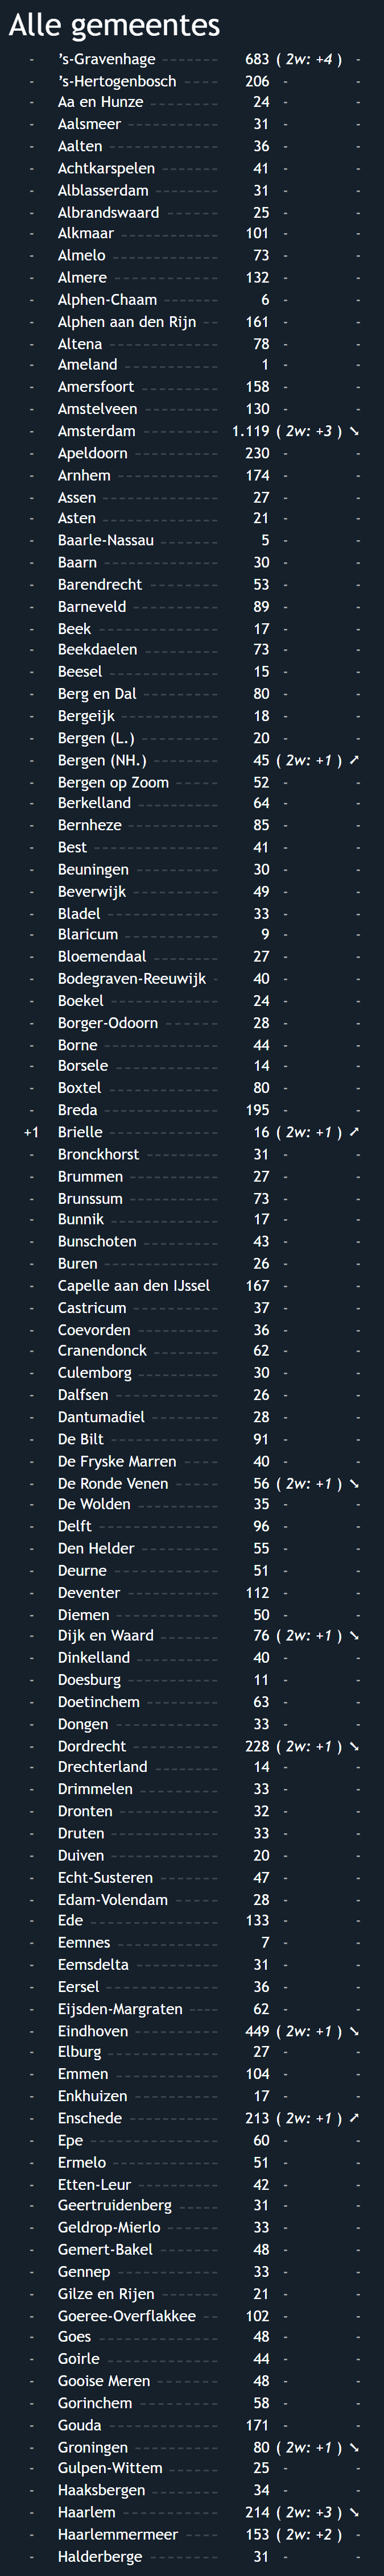 Alle gemeentes
- 's-Gravenhage 683 ( 2w: +4 ) -
- 's-Hertogenbosch 206 - -
- Aa en Hunze 24 - -
- Aalsmeer 31 - -
- Aalten 36 - -
- Achtkarspelen 41 - -
- Alblasserdam 31 - -
- Albrandswaard 25 - -
- Alkmaar 101 - -
- Almelo 73 - -
- Almere 132 - -
- Alphen-Chaam 6 - -
- Alphen aan den Rijn 161 - -
- Altena 78 - -
- Ameland 1 - -
- Amersfoort 158 - -
- Amstelveen 130 - -
- Amsterdam 1.119 ( 2w: +3 ) ➘
- Apeldoorn 230 - -
- Arnhem 174 - -
- Assen 27 - -
- Asten 21 - -
- Baarle-Nassau 5 - -
- Baarn 30 - -
- Barendrecht 53 - -
- Barneveld 89 - -
- Beek 17 - -
- Beekdaelen 73 - -
- Beesel 15 - -
- Berg en Dal 80 - -
- Bergeijk 18 - -
- Bergen (L.) 20 - -
- Bergen (NH.) 45 ( 2w: +1 ) ➚
- Bergen op Zoom 52 - -
- Berkelland 64 - -
- Bernheze 85 - -
- Best 41 - -
- Beuningen 30 - -
- Beverwijk 49 - -
- Bladel 33 - -
- Blaricum 9 - -
- Bloemendaal 27 - -
- Bodegraven-Reeuwijk 40 - -
- Boekel 24 - -
- Borger-Odoorn 28 - -
- Borne 44 - -
- Borsele 14 - -
- Boxtel 80 - -
- Breda 195 - -
+1 Brielle 16 ( 2w: +1 ) ➚
- Bronckhorst 31 - -
- Brummen 27 - -
- Brunssum 73 - -
- Bunnik 17 - -
- Bunschoten 43 - -
- Buren 26 - -
- Capelle aan den IJssel 167 - -
- Castricum 37 - -
- Coevorden 36 - -
- Cranendonck 62 - -
- Culemborg 30 - -
- Dalfsen 26 - -
- Dantumadiel 28 - -
- De Bilt 91 - -
- De Fryske Marren 40 - -
- De Ronde Venen 56 ( 2w: +1 ) ➘
- De Wolden 35 - -
- Delft 96 - -
- Den Helder 55 - -
- Deurne 51 - -
- Deventer 112 - -
- Diemen 50 - -
- Dijk en Waard 76 ( 2w: +1 ) ➘
- Dinkelland 40 - -
- Doesburg 11 - -
- Doetinchem 63 - -
- Dongen 33 - -
- Dordrecht 228 ( 2w: +1 ) ➘
- Drechterland 14 - -
- Drimmelen 33 - -
- Dronten 32 - -
- Druten 33 - -
- Duiven 20 - -
- Echt-Susteren 47 - -
- Edam-Volendam 28 - -
- Ede 133 - -
- Eemnes 7 - -
- Eemsdelta 31 - -
- Eersel 36 - -
- Eijsden-Margraten 62 - -
- Eindhoven 449 ( 2w: +1 ) ➘
- Elburg 27 - -
- Emmen 104 - -
- Enkhuizen 17 - -
- Enschede 213 ( 2w: +1 ) ➚
- Epe 60 - -
- Ermelo 51 - -
- Etten-Leur 42 - -
- Geertruidenberg 31 - -
- Geldrop-Mierlo 33 - -
- Gemert-Bakel 48 - -
- Gennep 33 - -
- Gilze en Rijen 21 - -
- Goeree-Overflakkee 102 - -
- Goes 48 - -
- Goirle 44 - -
- Gooise Meren 48 - -
- Gorinchem 58 - -
- Gouda 171 - -
- Groningen 80 ( 2w: +1 ) ➘
- Gulpen-Wittem 25 - -
- Haaksbergen 34 - -
- Haarlem 214 ( 2w: +3 ) ➘
- Haarlemmermeer 153 ( 2w: +2 ) -
- Halderberge 31 - -